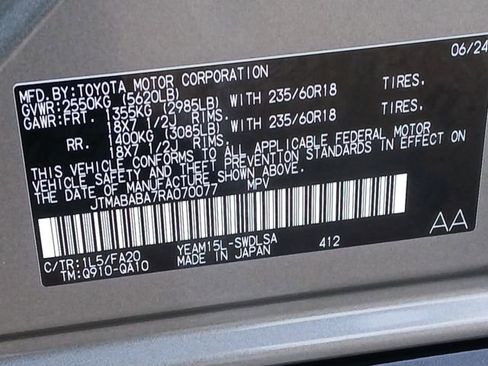 06/24
MFD. BY: TOYOTA MOTOR CORPORATION
GVWR: 2550KG (5620LB)
GAWR: FRT. 1355KG (2985LB) WITH 235/60R18 TIRES.
18X7 1/2J RIMS.
RR. 1400KG (3085LB) WITH 235/60R18 TIRES.
18X7 1/2J RIMS.
THIS VEHICLE CONFORMS TO ALL APPLICABLE FEDERAL MOTOR
VEHICLE SAFETY AND THEFT PREVENTION STANDARDS IN EFFECT ON
THE DATE OF MANUFACTURE SHOWN ABOVE.
JTMABABA7RA070077 MPV
AA
C/TR: 1L5/FA20 YEAM15L-SWDLSA 412
TM: Q910-QA10 MADE IN JAPAN